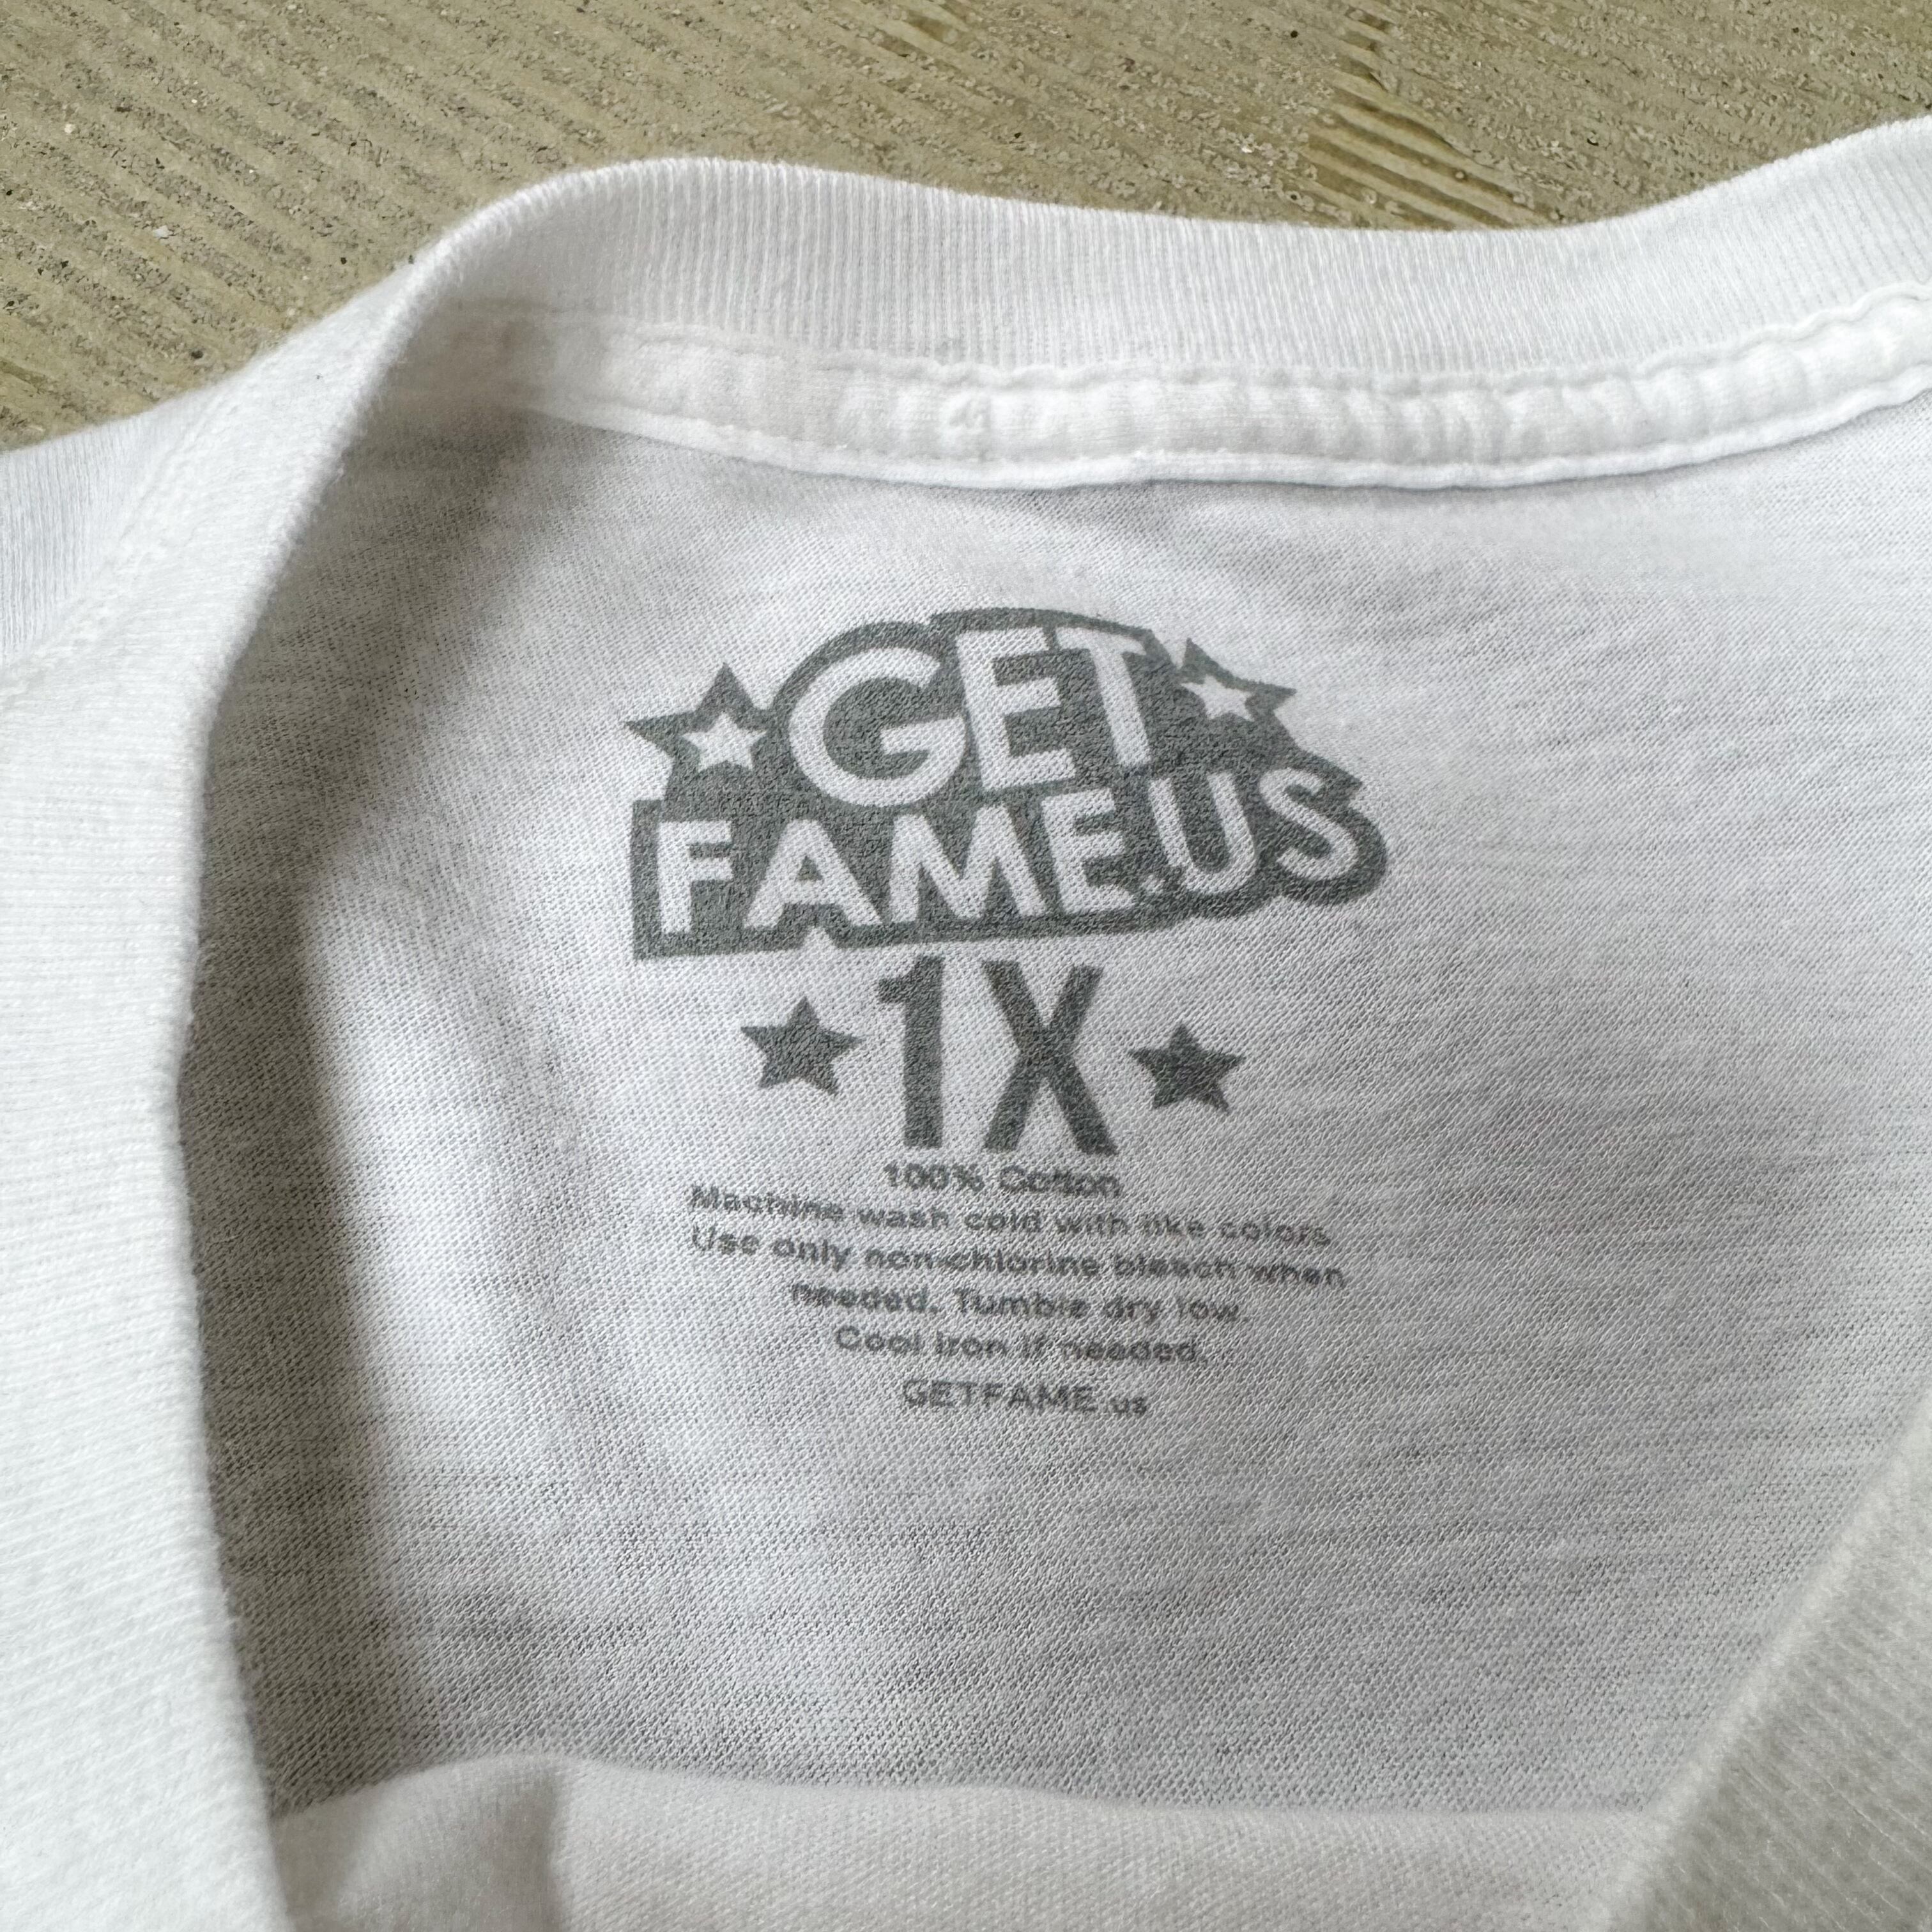 GET
FAME.US
1X
100% Cotton
Machine wash cold with like colors
Use only non-chlorine bleach when
needed. Tumble dry low.
Cool iron if needed.
GETFAME.us